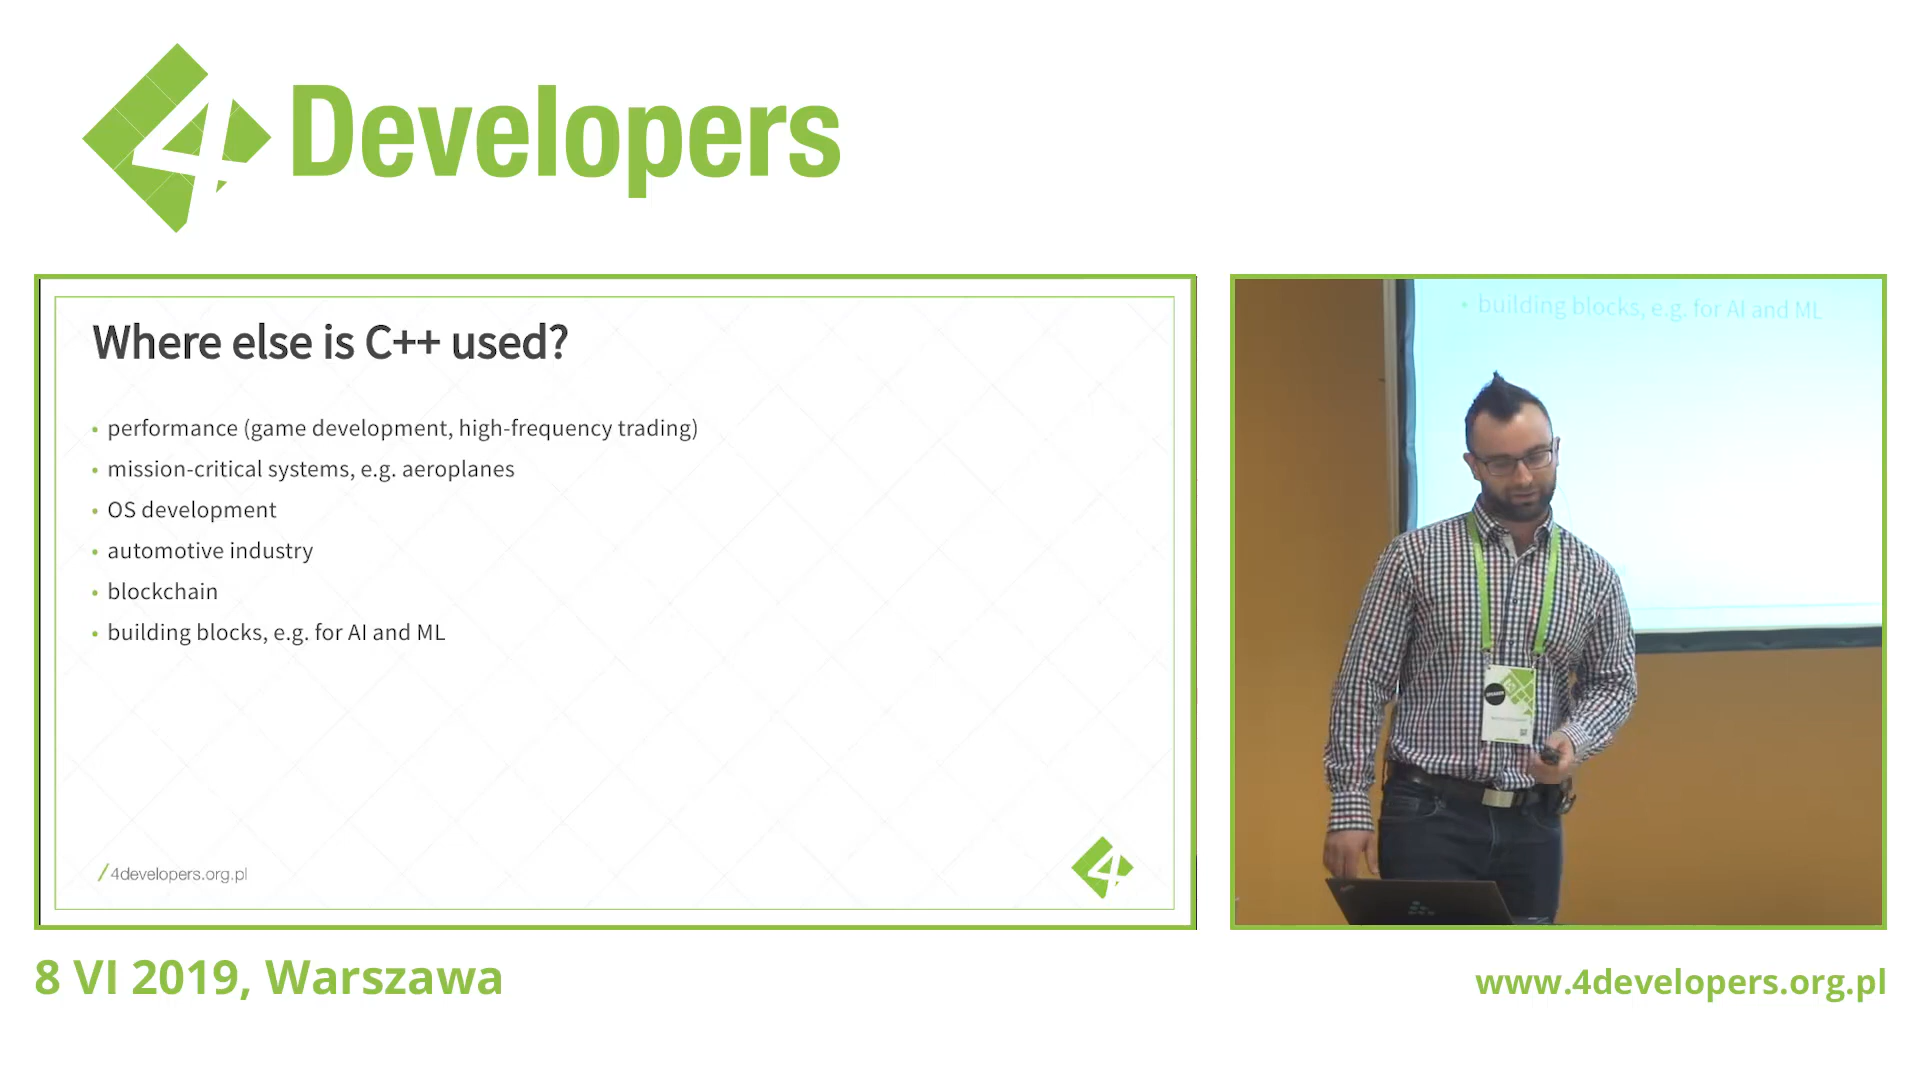 4Developers
Where else is C++ used?
• performance (game development, high-frequency trading)
• mission-critical systems, e.g. aeroplanes
• OS development
• automotive industry
• blockchain
• building blocks, e.g. for AI and ML
/4developers.org.pl
4
• building blocks, e.g. for AI and ML
SPEAKER
8 VI 2019, Warszawa
www.4developers.org.pl